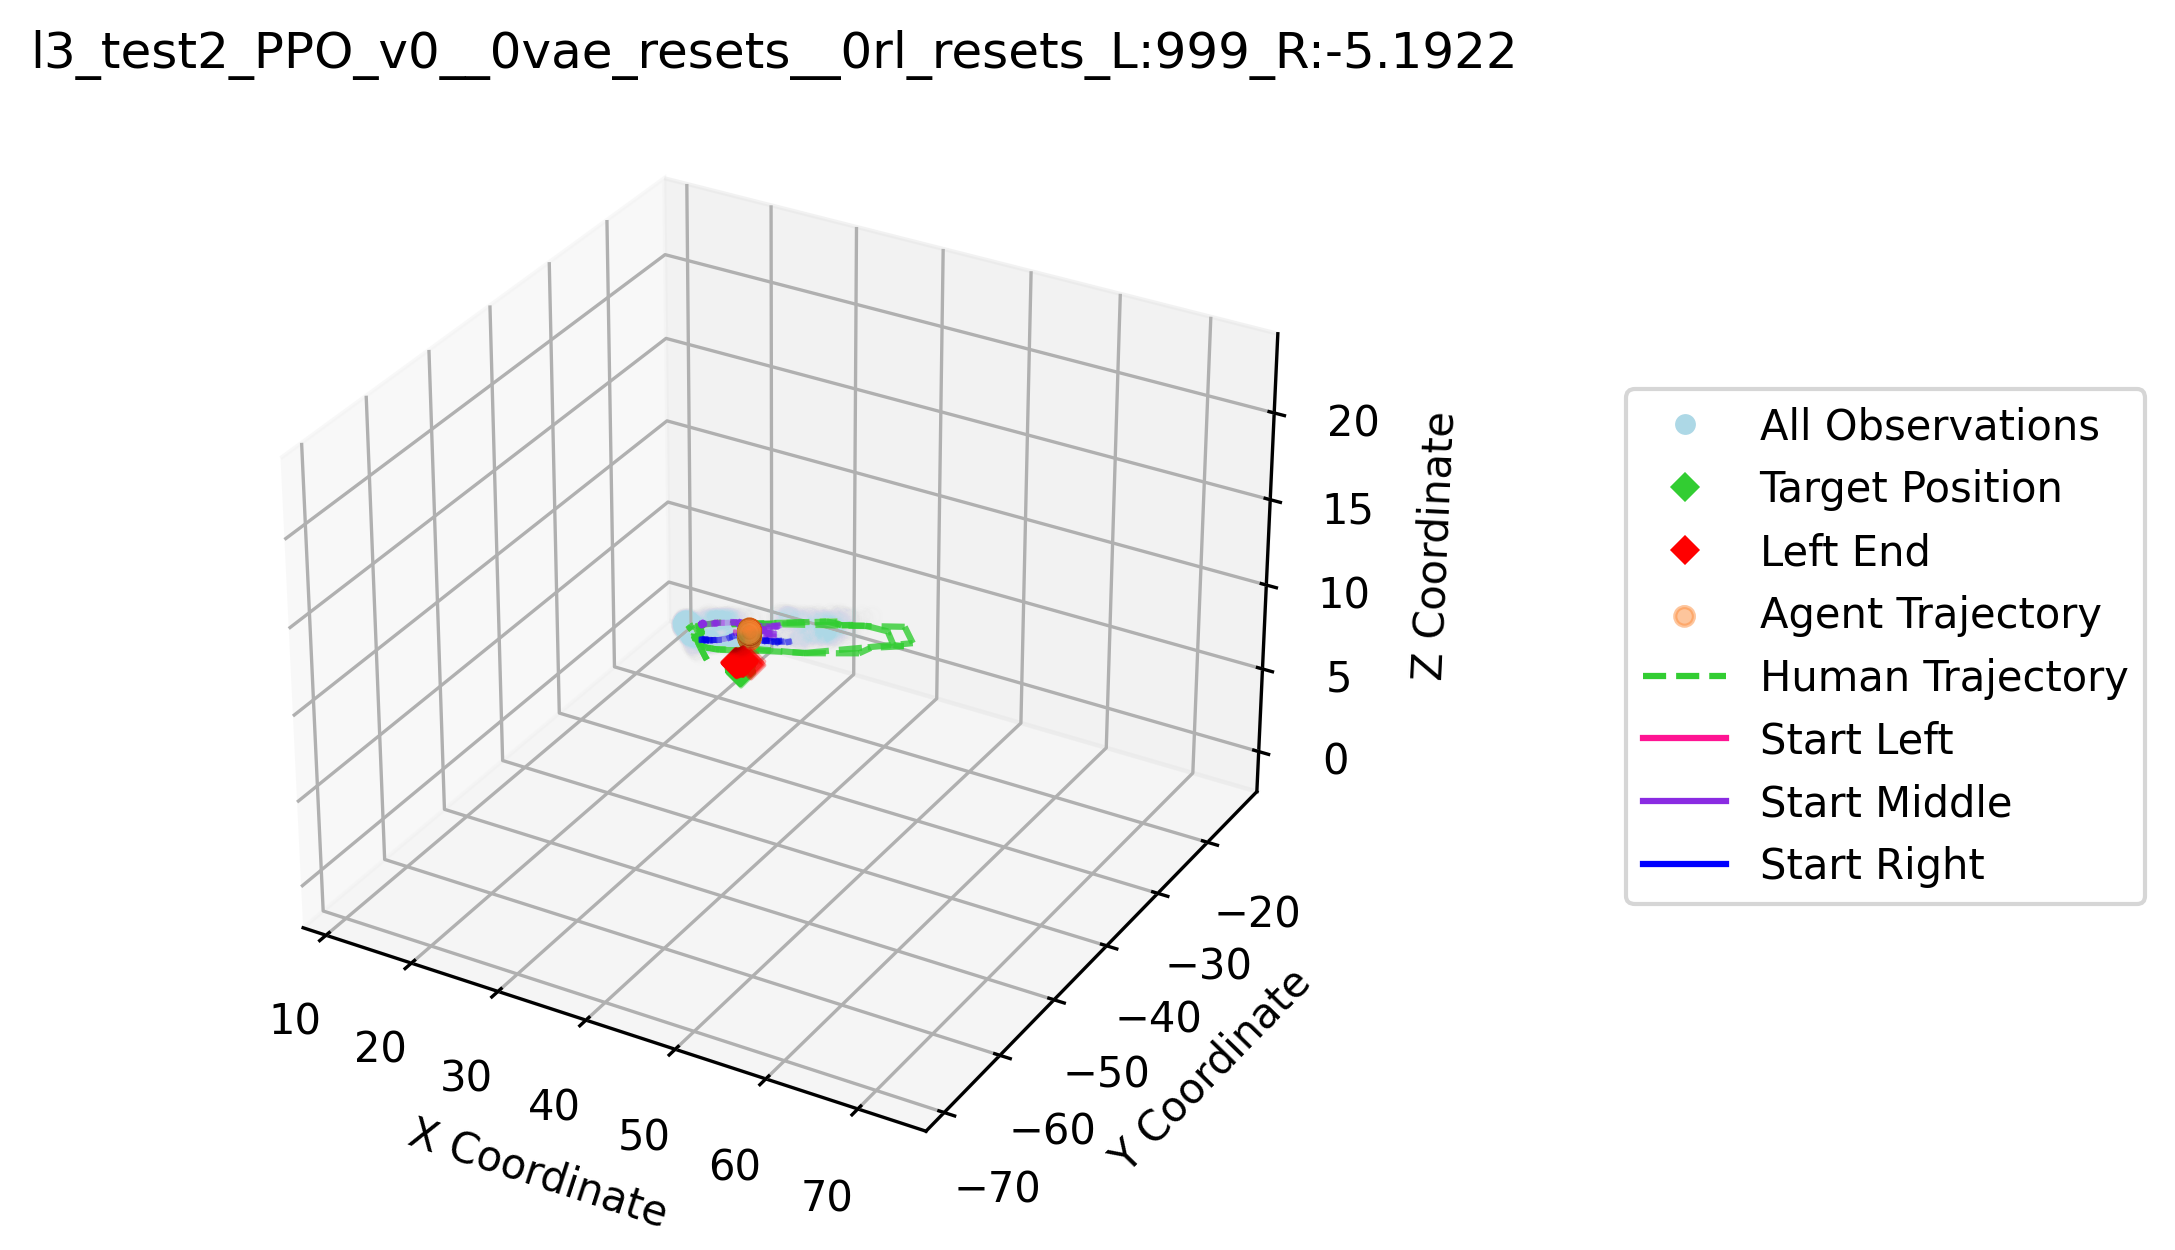 l3_test2_PPO_v0__0vae_resets__0rl_resets_L:999_R:-5.1922
20
15
10
5
0
Z Coordinate
−20
−30
−40
−50
−60
−70
Y Coordinate
10
20
30
40
50
60
70
X Coordinate
All Observations
Target Position
Left End
Agent Trajectory
Human Trajectory
Start Left
Start Middle
Start Right